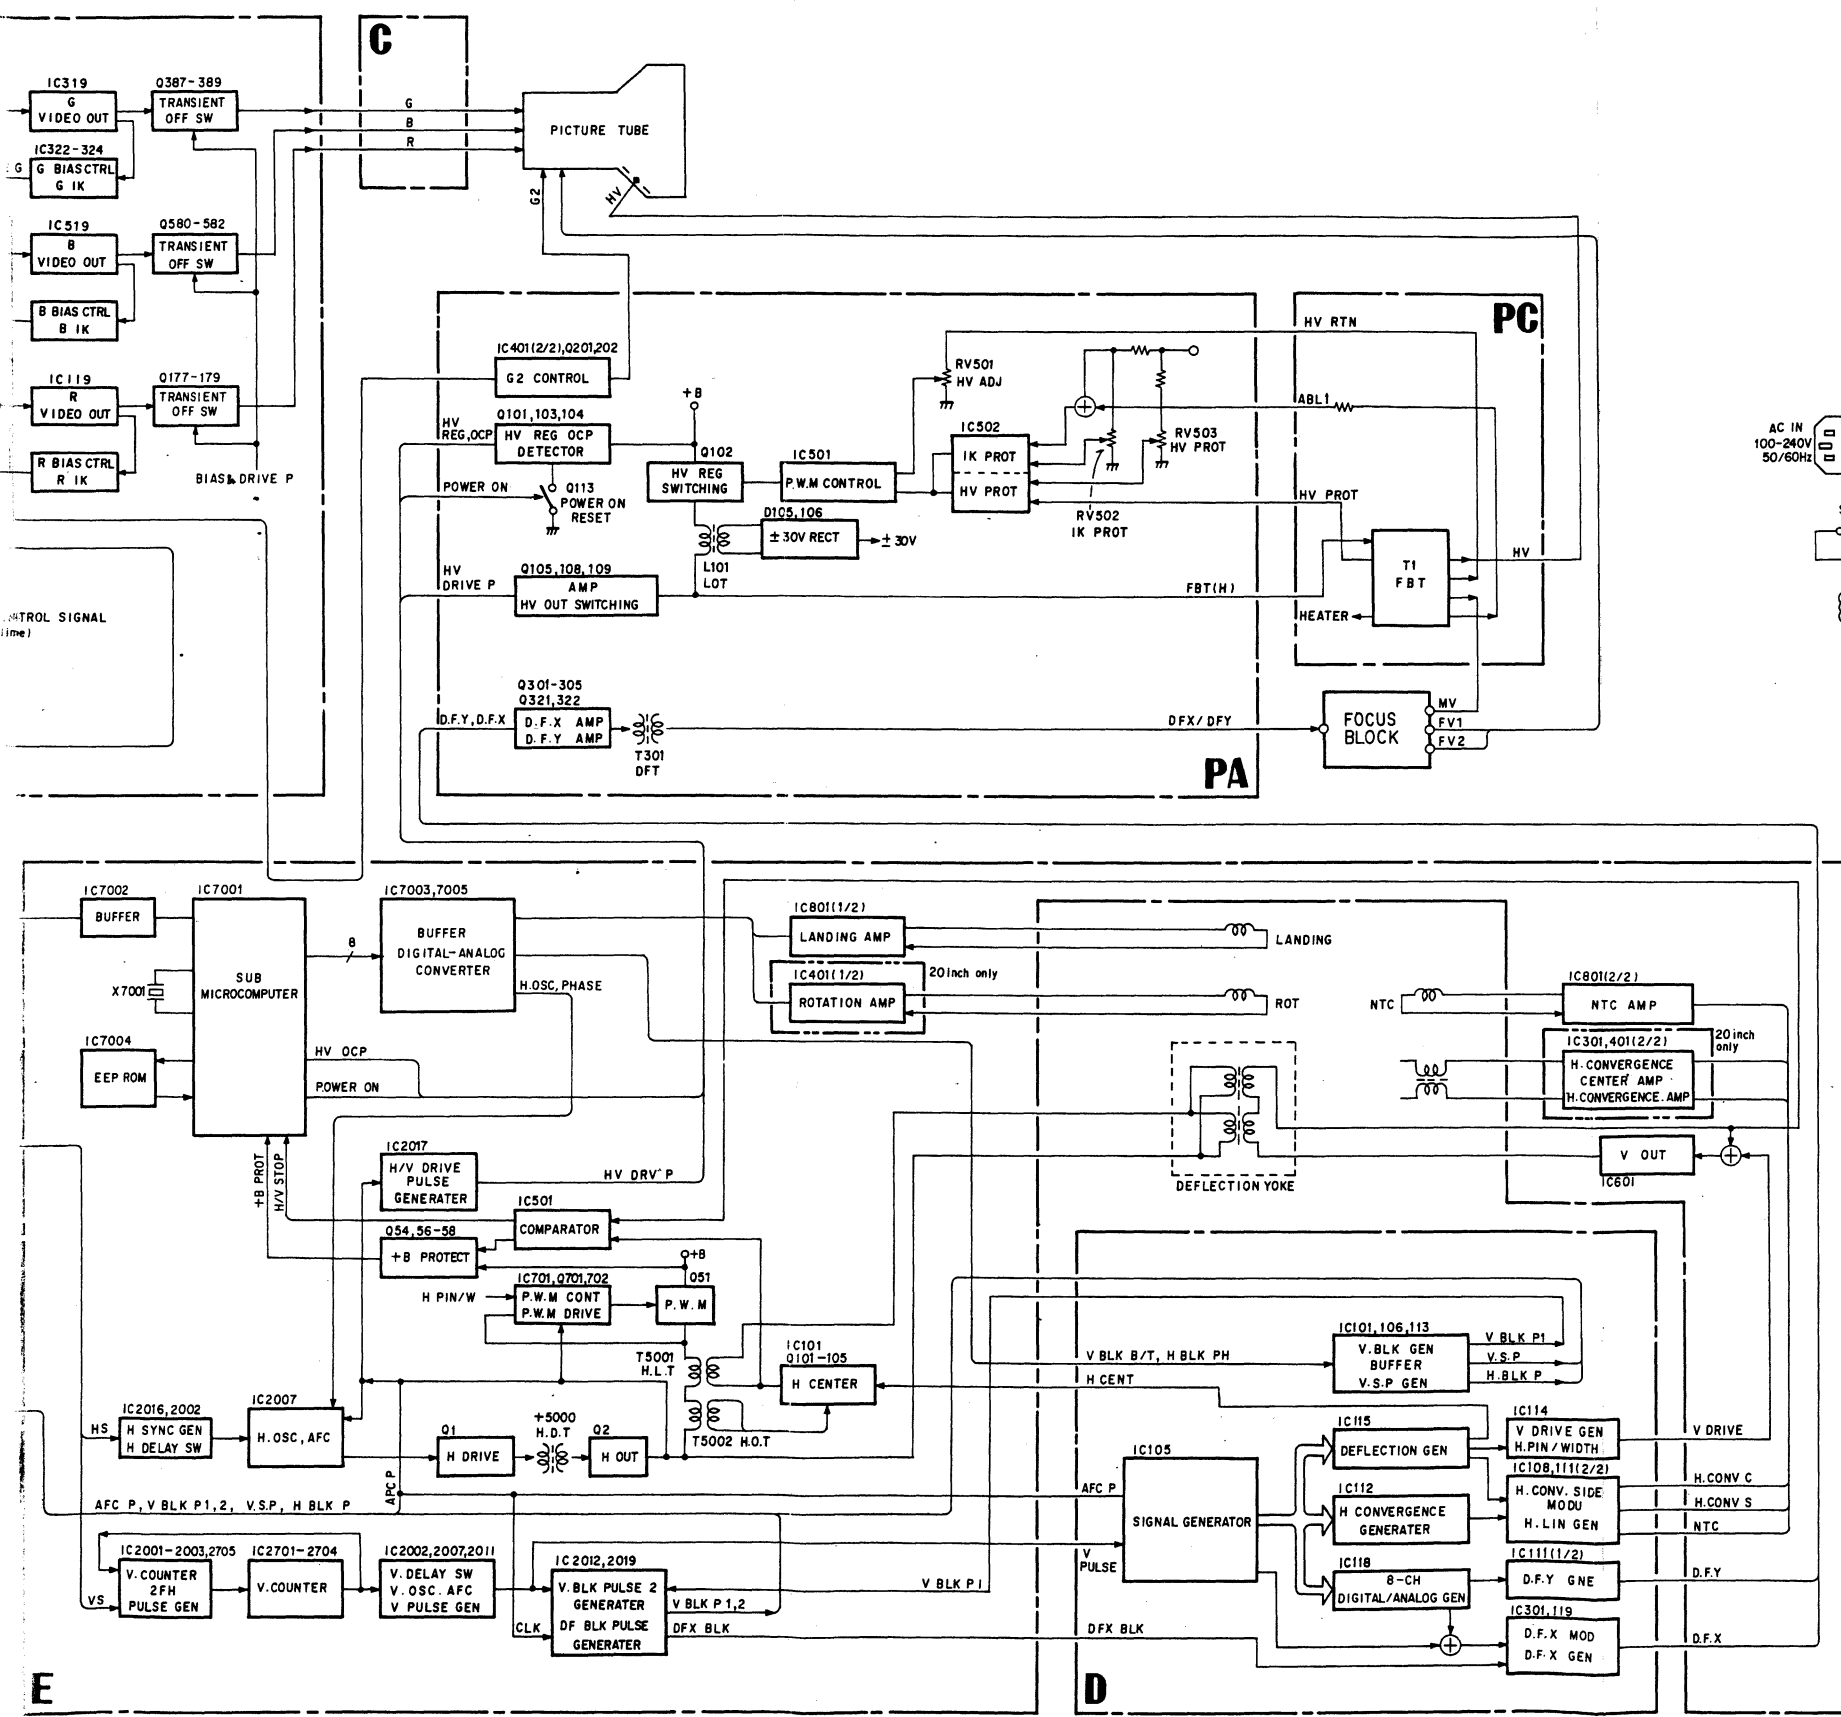 C
IC319
G
VIDEO OUT
Q387-389
TRANSIENT
OFF SW
G
B
R
PICTURE TUBE
IC322-324
G
G BIAS CTRL
G IK
G2
HV
IC519
B
VIDEO OUT
Q580-582
TRANSIENT
OFF SW
B BIAS CTRL
B IK
IC119
R
VIDEO OUT
Q177-179
TRANSIENT
OFF SW
R BIAS CTRL
R IK
BIAS& DRIVE P
TROL SIGNAL
ime)
IC401(2/2),Q201,202
G2 CONTROL
HV
REG,OCP
Q101,103,104
HV REG OCP
DETECTOR
+B
Q102
HV REG
SWITCHING
IC501
P.W.M CONTROL
POWER ON
Q113
POWER ON
RESET
D105,106
±30V RECT
±30V
L101
LOT
HV
DRIVE P
Q105,108,109
AMP
HV OUT SWITCHING
RV501
HV ADJ
IC502
IK PROT
HV PROT
RV503
HV PROT
RV502
IK PROT
FBT(H)
Q301-305
Q321,322
D.F.Y,D.F.X
D.F.X AMP
D.F.Y AMP
T301
DFT
DFX/DFY
PA
PC
HV RTN
ABL1
HV PROT
T1
FBT
HV
HEATER
FOCUS
BLOCK
MV
FV1
FV2
AC IN
100-240V
50/60Hz
IC7002
BUFFER
IC7001
SUB
MICROCOMPUTER
IC7003,7005
BUFFER
DIGITAL-ANALOG
CONVERTER
8
H.OSC,PHASE
X7001
IC7004
EEP ROM
HV OCP
POWER ON
IC801(1/2)
LANDING AMP
LANDING
IC401(1/2)
20inch only
ROTATION AMP
ROT
NTC
IC801(2/2)
NTC AMP
IC301,401(2/2)
20inch
only
H.CONVERGENCE
CENTER AMP
H.CONVERGENCE.AMP
DEFLECTION YOKE
V OUT
IC601
+B PROT
H/V STOP
IC2017
H/V DRIVE
PULSE
GENERATER
HV DRV P
IC501
COMPARATOR
Q54,56-58
+B PROTECT
+B
H PIN/W
IC701,Q701,702
P.W.M CONT
P.W.M DRIVE
Q51
P.W.M
T5001
H.L.T
IC101
Q101-105
H CENTER
T5002 H.O.T
HS
IC2016,2002
H SYNC GEN
H DELAY SW
IC2007
H.OSC,AFC
Q1
H DRIVE
+5000
H.D.T
Q2
H OUT
APC P
AFC P, V BLK P1,2, V.S.P, H BLK P
VS
IC2001-2003,2705
V.COUNTER
2FH
PULSE GEN
IC2701-2704
V.COUNTER
IC2002,2007,2011
V.DELAY SW
V.OSC.AFC
V PULSE GEN
IC2012,2019
V.BLK PULSE 2
GENERATER
DF BLK PULSE
GENERATER
CLK
V BLK P1
V BLK P 1,2
DFX BLK
E
V BLK B/T, H BLK PH
H CENT
IC101,106,113
V.BLK GEN
BUFFER
V.S.P GEN
V BLK P1
V.S.P
H.BLK P
AFC P
V
PULSE
IC105
SIGNAL GENERATOR
IC115
DEFLECTION GEN
IC114
V DRIVE GEN
H.PIN/WIDTH
V DRIVE
IC112
H CONVERGENCE
GENERATER
IC108,111(2/2)
H.CONV.SIDE
MODU
H.LIN GEN
H.CONV C
H.CONV S
NTC
IC118
8-CH
DIGITAL/ANALOG GEN
IC111(1/2)
D.F.Y GNE
D.F.Y
DFX BLK
IC301,119
D.F.X MOD
D.F.X GEN
D.F.X
D